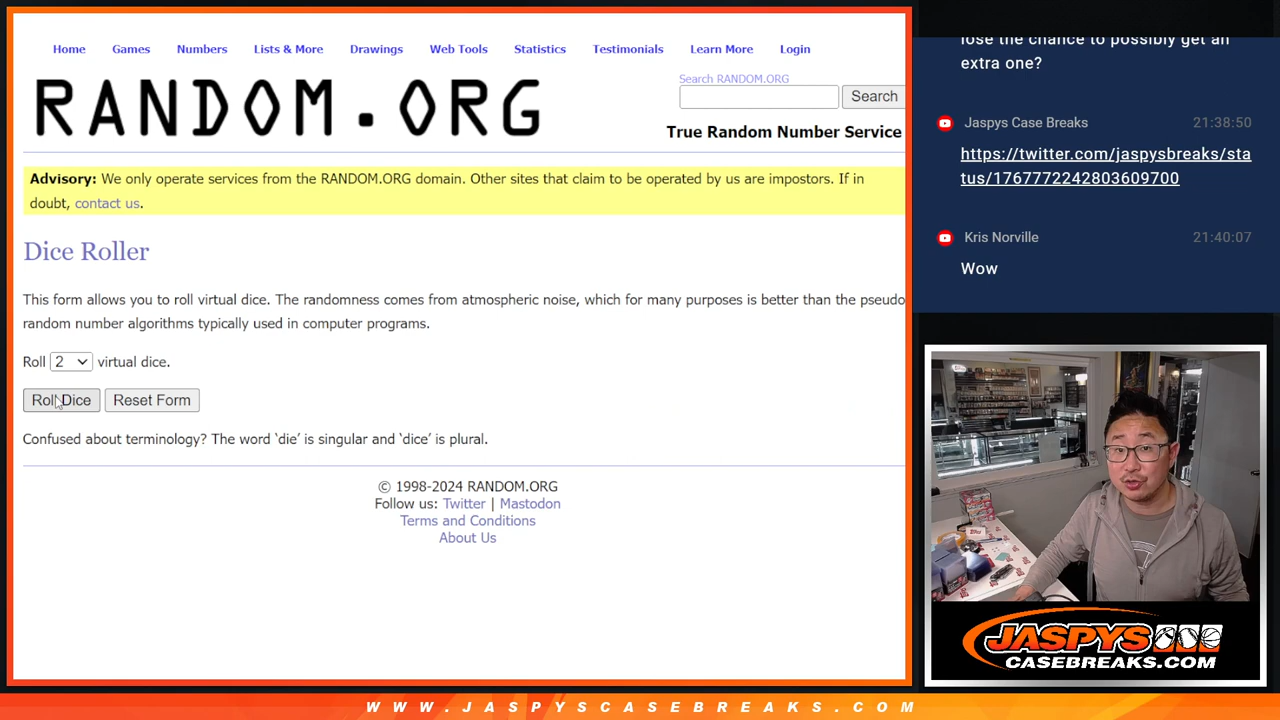 Home Games Numbers Lists & More Drawings Web Tools Statistics Testimonials Learn More Login
RANDOM.ORG
Search RANDOM.ORG
Search
True Random Number Service
Advisory: We only operate services from the RANDOM.ORG domain. Other sites that claim to be operated by us are impostors. If in
doubt, contact us.
Dice Roller
This form allows you to roll virtual dice. The randomness comes from atmospheric noise, which for many purposes is better than the pseudo
random number algorithms typically used in computer programs.
Roll 2 virtual dice.
Roll Dice Reset Form
Confused about terminology? The word ‘die’ is singular and ‘dice’ is plural.
© 1998-2024 RANDOM.ORG
Follow us: Twitter | Mastodon
Terms and Conditions
About Us
lose the chance to possibly get an
extra one?
Jaspys Case Breaks 21:38:50
https://twitter.com/jaspysbreaks/sta
tus/1767772242803609700
Kris Norville 21:40:07
Wow
JASPYS
CASEBREAKS.COM
WWW.JASPYSCASEBREAKS.COM